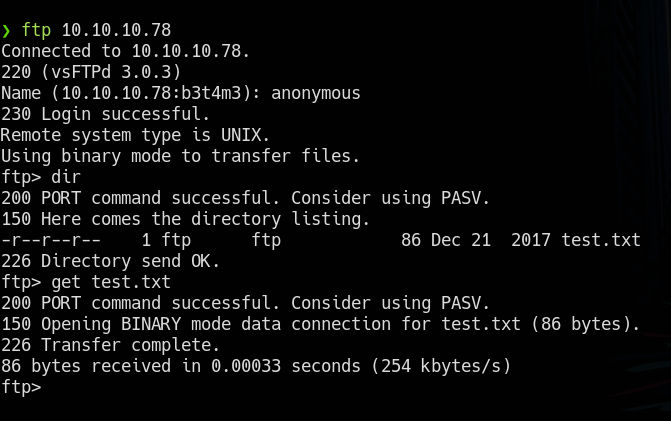 ❯ ftp 10.10.10.78
Connected to 10.10.10.78.
220 (vsFTPd 3.0.3)
Name (10.10.10.78:b3t4m3): anonymous
230 Login successful.
Remote system type is UNIX.
Using binary mode to transfer files.
ftp> dir
200 PORT command successful. Consider using PASV.
150 Here comes the directory listing.
-r--r--r--    1 ftp      ftp            86 Dec 21  2017 test.txt
226 Directory send OK.
ftp> get test.txt
200 PORT command successful. Consider using PASV.
150 Opening BINARY mode data connection for test.txt (86 bytes).
226 Transfer complete.
86 bytes received in 0.00033 seconds (254 kbytes/s)
ftp>